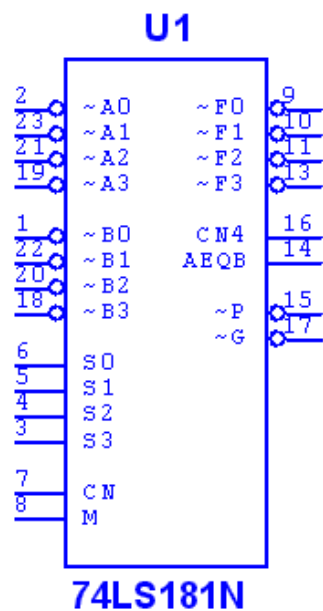 U1
2 ~A0 ~F0 9
23 ~A1 ~F1 10
21 ~A2 ~F2 11
19 ~A3 ~F3 13
1 ~B0 CN4 16
22 ~B1 AEQB 14
20 ~B2
18 ~B3 ~P 15
~G 17
6 S0
5 S1
4 S2
3 S3
7 CN
8 M
74LS181N